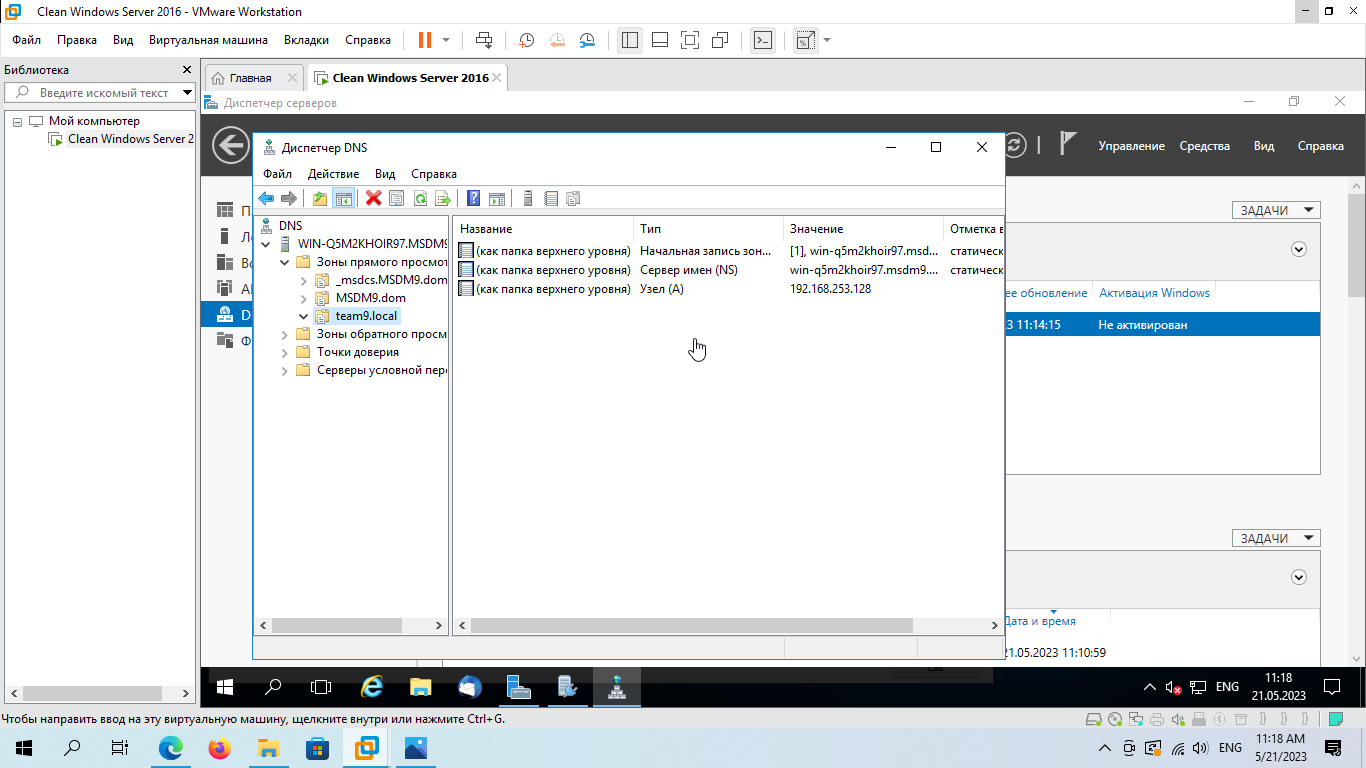 Clean Windows Server 2016 - VMware Workstation
Файл Правка Вид Виртуальная машина Вкладки Справка
Библиотека
Введите искомый текст
Мой компьютер
Clean Windows Server 2
Главная
Clean Windows Server 2016
Диспетчер серверов
Управление Средства Вид Справка
Диспетчер DNS
Файл Действие Вид Справка
DNS
WIN-Q5M2KHOIR97.MSDM9
Зоны прямого просмот
_msdcs.MSDM9.dom
MSDM9.dom
team9.local
Зоны обратного просм
Точки доверия
Серверы условной пер
Название Тип Значение Отметка в
(как папка верхнего уровня) Начальная запись зон... [1], win-q5m2khoir97.msd... статическ
(как папка верхнего уровня) Сервер имен (NS) win-q5m2khoir97.msdm9.... статическ
(как папка верхнего уровня) Узел (A) 192.168.253.128
ЗАДАЧИ
ее обновление Активация Windows
3 11:14:15 Не активирован
ЗАДАЧИ
Дата и время
21.05.2023 11:10:59
ENG
11:18
21.05.2023
Чтобы направить ввод на эту виртуальную машину, щелкните внутри или нажмите Ctrl+G.
ENG
11:18 AM
5/21/2023